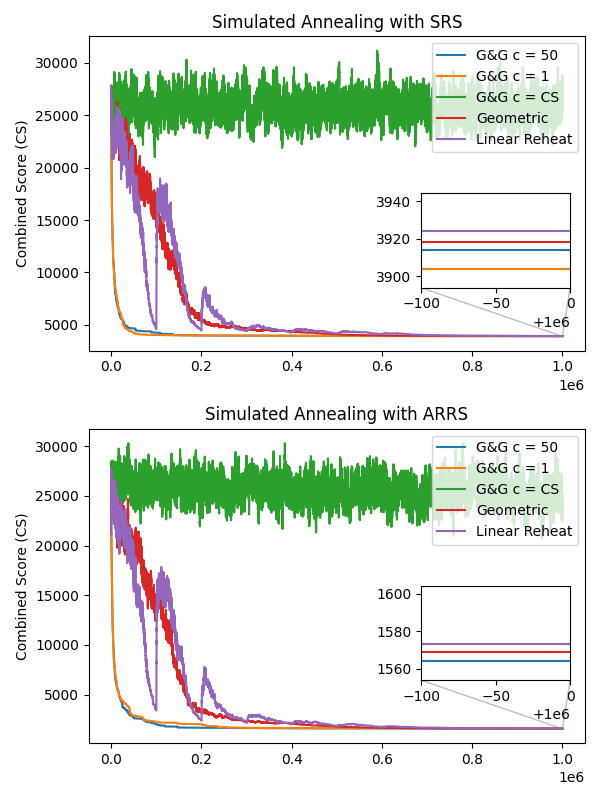 Simulated Annealing with SRS
Combined Score (CS)
30000
25000
20000
15000
10000
5000
G&G c = 50
G&G c = 1
G&G c = CS
Geometric
Linear Reheat
3940
3920
3900
−100
−50
0
+1e6
0.0
0.2
0.4
0.6
0.8
1.0
1e6
Simulated Annealing with ARRS
Combined Score (CS)
30000
25000
20000
15000
10000
5000
G&G c = 50
G&G c = 1
G&G c = CS
Geometric
Linear Reheat
1600
1580
1560
−100
−50
0
+1e6
0.0
0.2
0.4
0.6
0.8
1.0
1e6